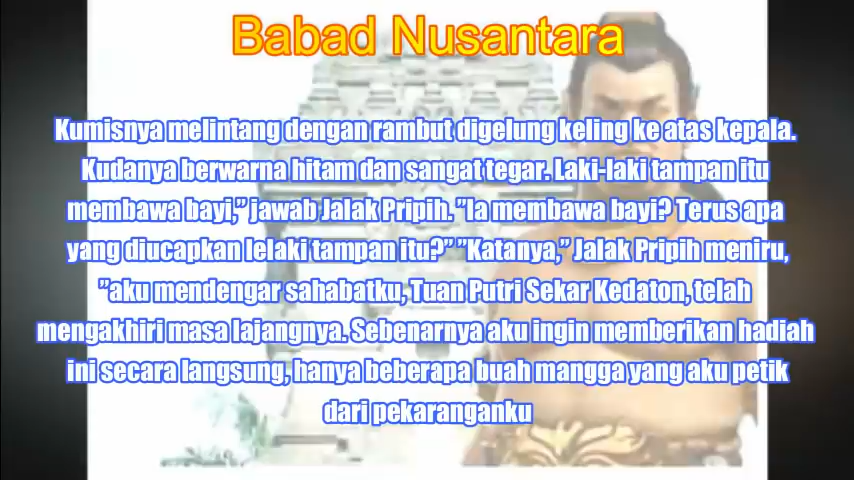 Babad Nusantara
Kumisnya melintang dengan rambut digelung keling ke atas kepala.
Kudanya berwarna hitam dan sangat tegar. Laki-laki tampan itu
membawa bayi,” jawab Jalak Pripih. ”Ia membawa bayi? Terus apa
yang diucapkan lelaki tampan itu?” ”Katanya,” Jalak Pripih meniru,
”aku mendengar sahabatku, Tuan Putri Sekar Kedaton, telah
mengakhiri masa lajangnya. Sebenarnya aku ingin memberikan hadiah
ini secara langsung, hanya beberapa buah mangga yang aku petik
dari pekaranganku